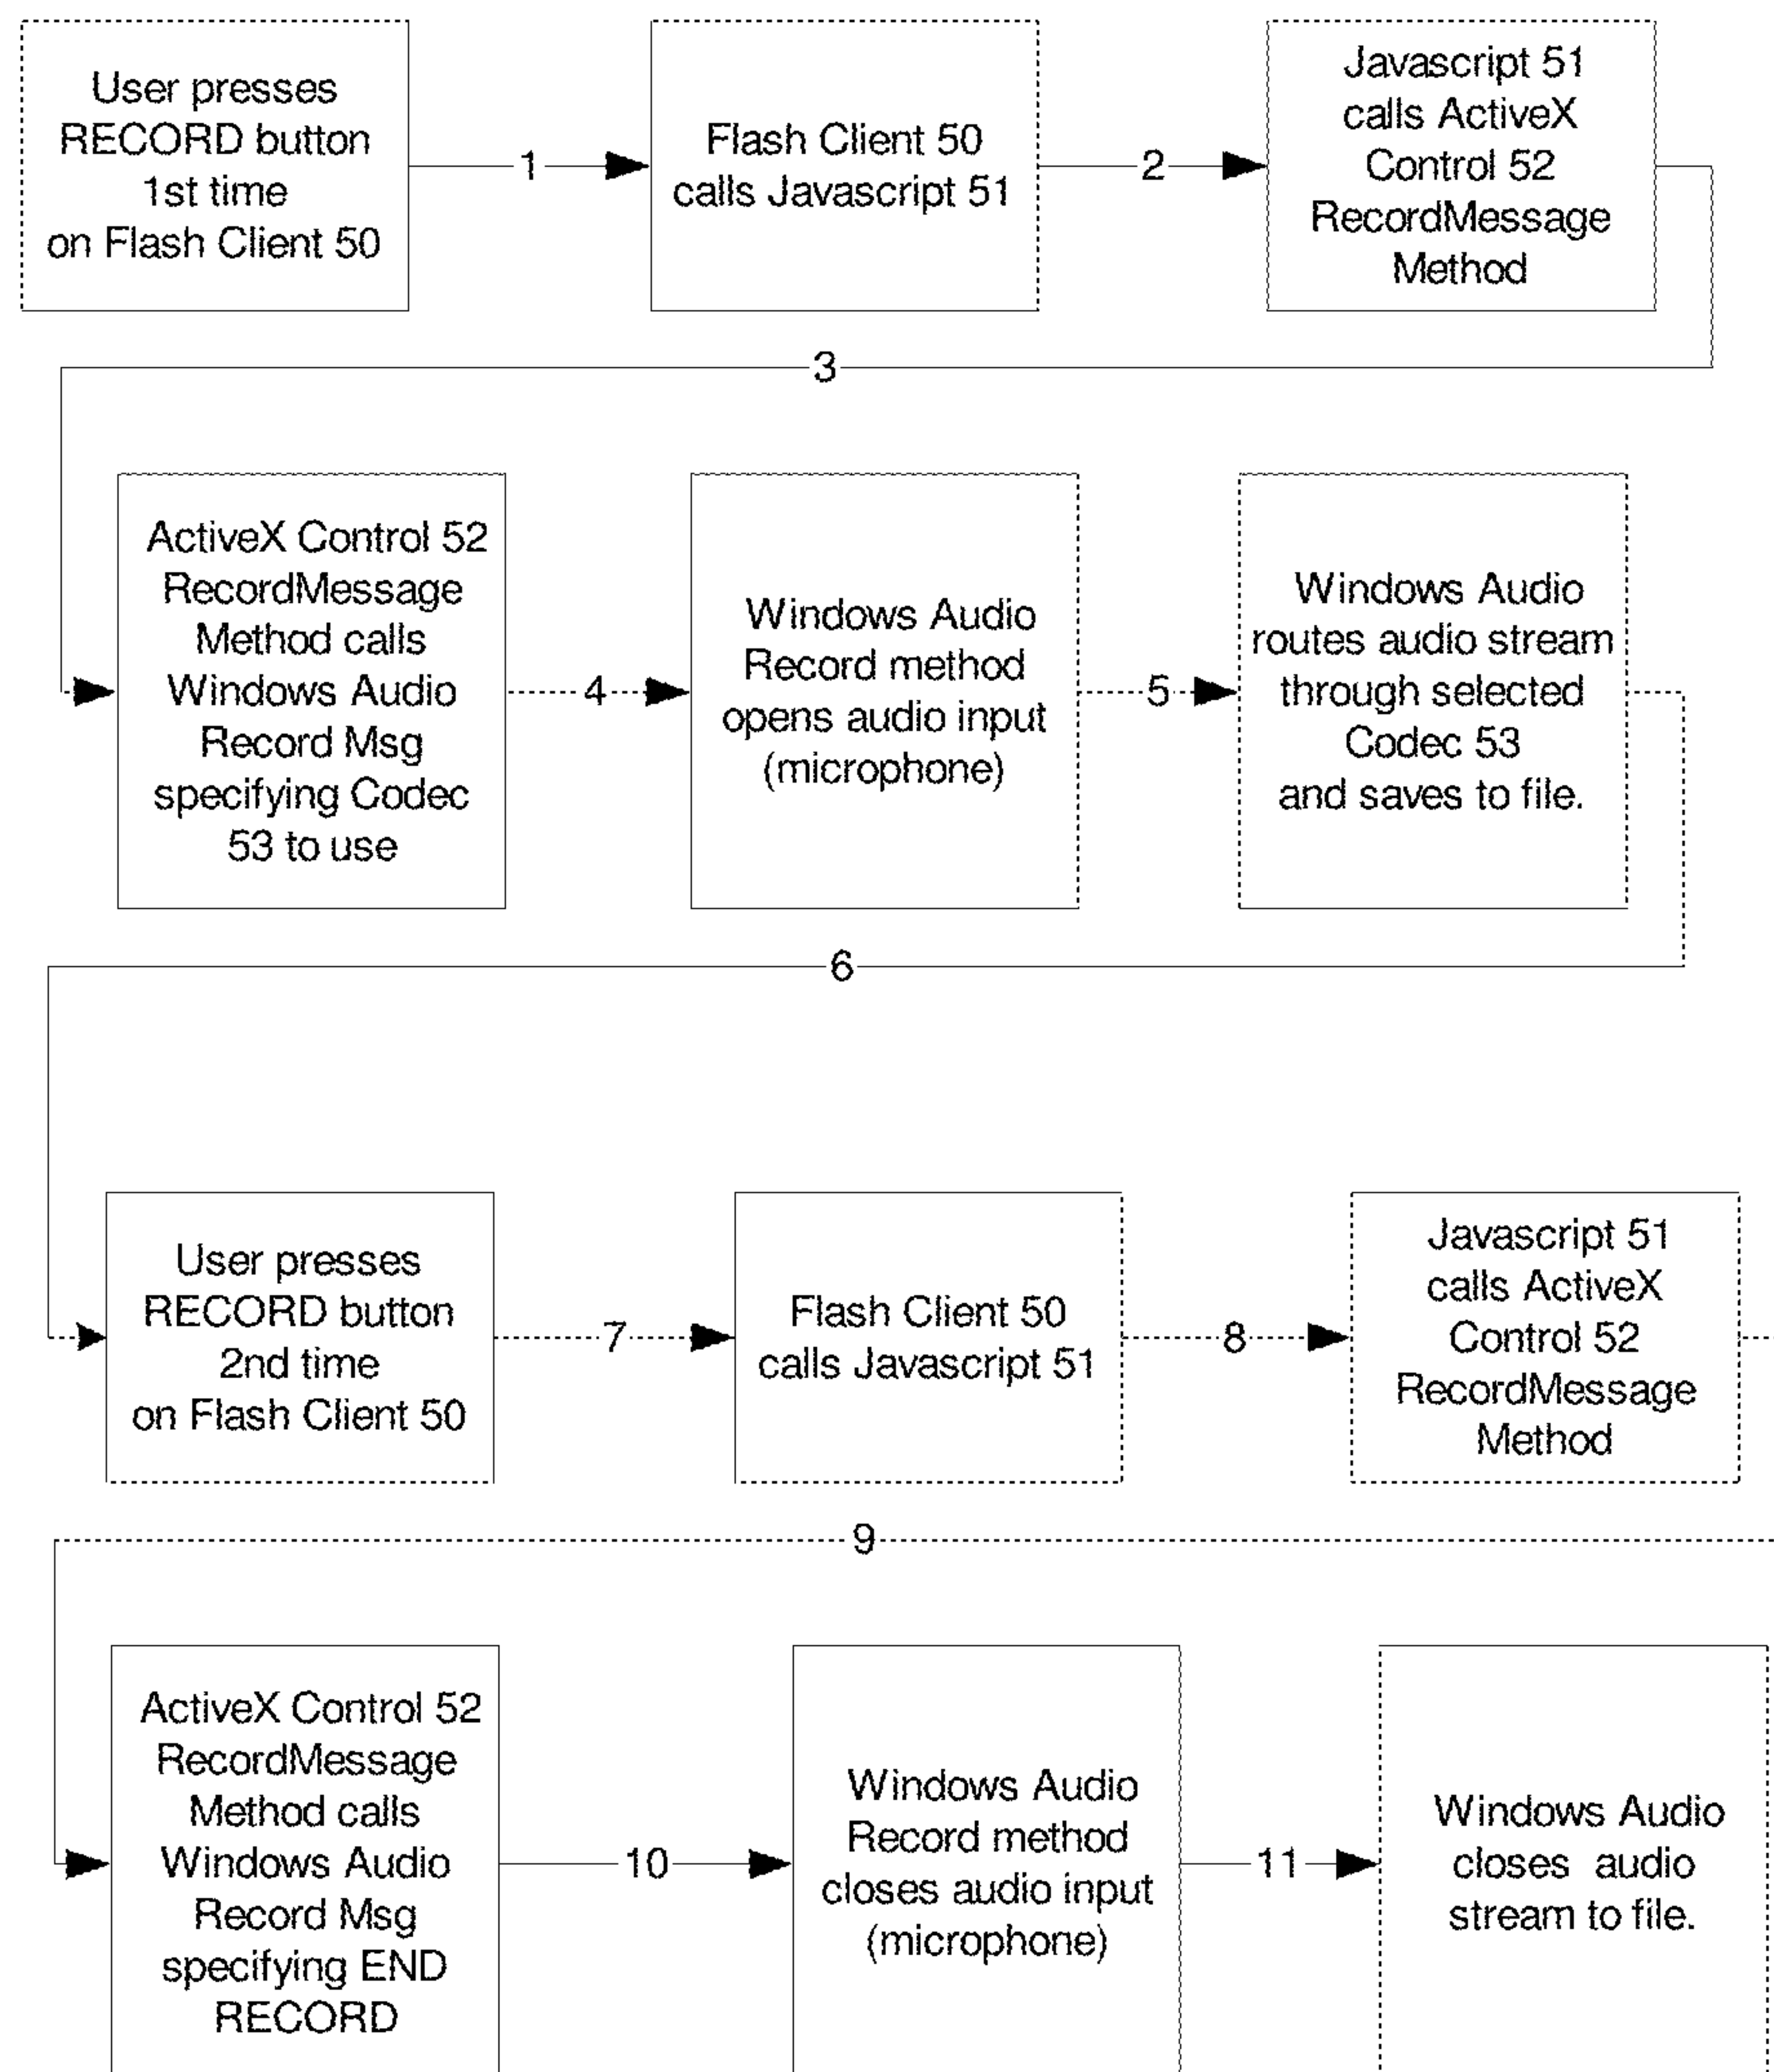 User presses
RECORD button
1st time
on Flash Client 50
1
Flash Client 50
calls Javascript 51
2
Javascript 51
calls ActiveX
Control 52
RecordMessage
Method
3
ActiveX Control 52
RecordMessage
Method calls
Windows Audio
Record Msg
specifying Codec
53 to use
4
Windows Audio
Record method
opens audio input
(microphone)
5
Windows Audio
routes audio stream
through selected
Codec 53
and saves to file.
6
User presses
RECORD button
2nd time
on Flash Client 50
7
Flash Client 50
calls Javascript 51
8
Javascript 51
calls ActiveX
Control 52
RecordMessage
Method
9
ActiveX Control 52
RecordMessage
Method calls
Windows Audio
Record Msg
specifying END
RECORD
10
Windows Audio
Record method
closes audio input
(microphone)
11
Windows Audio
closes audio
stream to file.